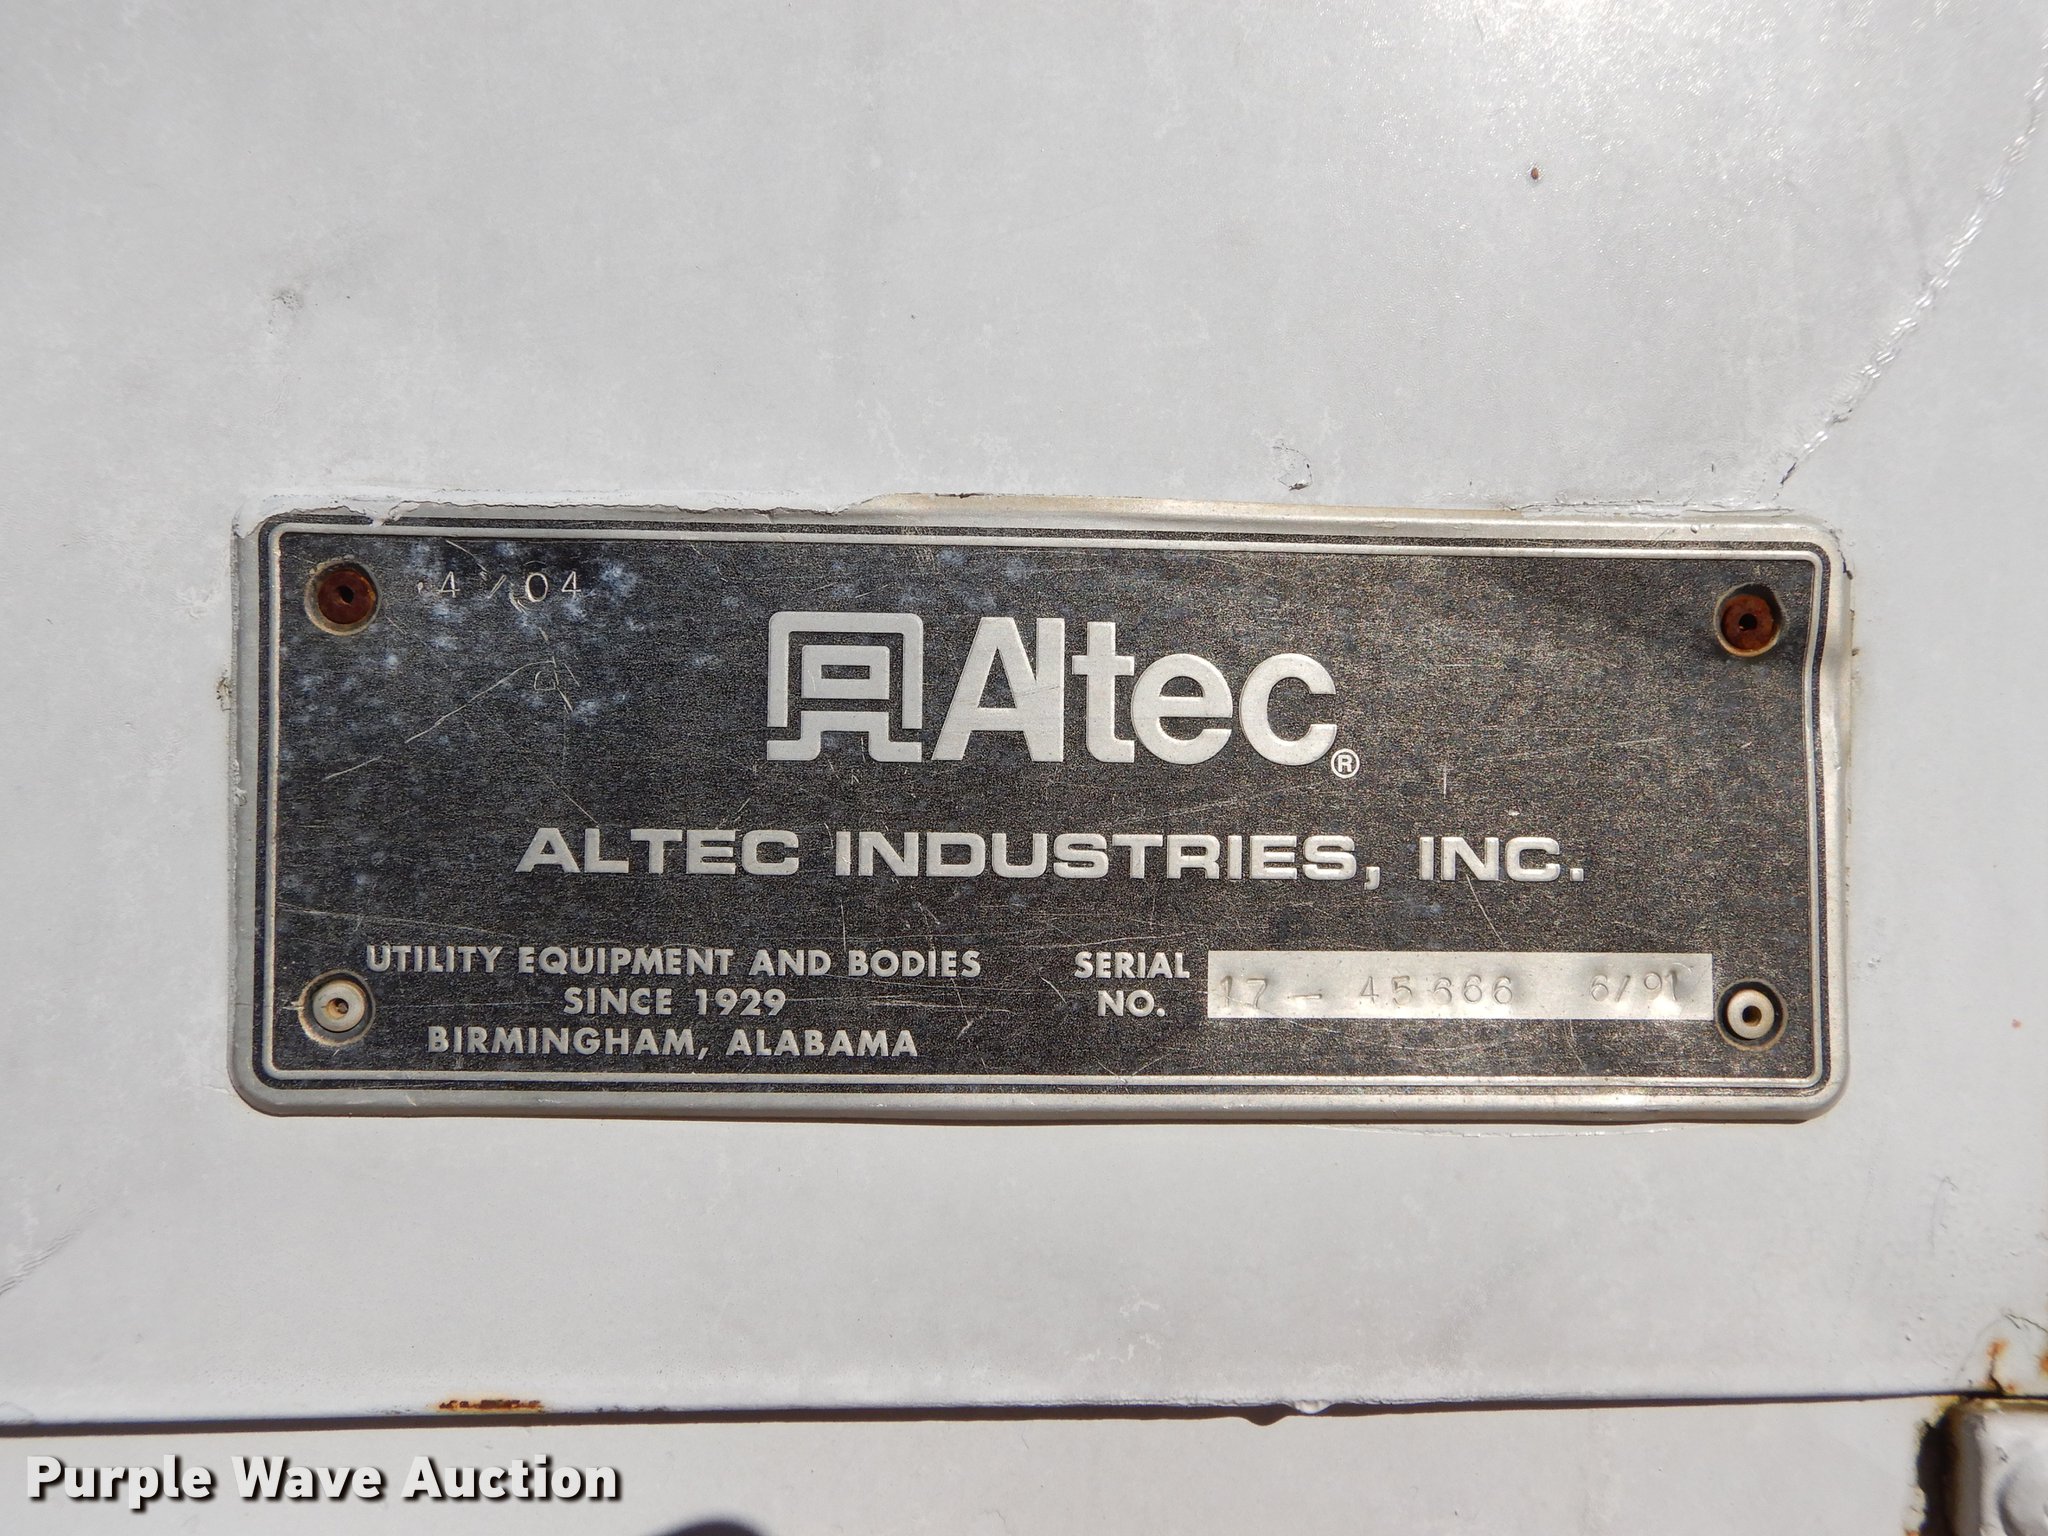 4/04
Altec®
ALTEC INDUSTRIES, INC.
UTILITY EQUIPMENT AND BODIES
SINCE 1929
BIRMINGHAM, ALABAMA
SERIAL NO. 17-45666 6/91
Purple Wave Auction